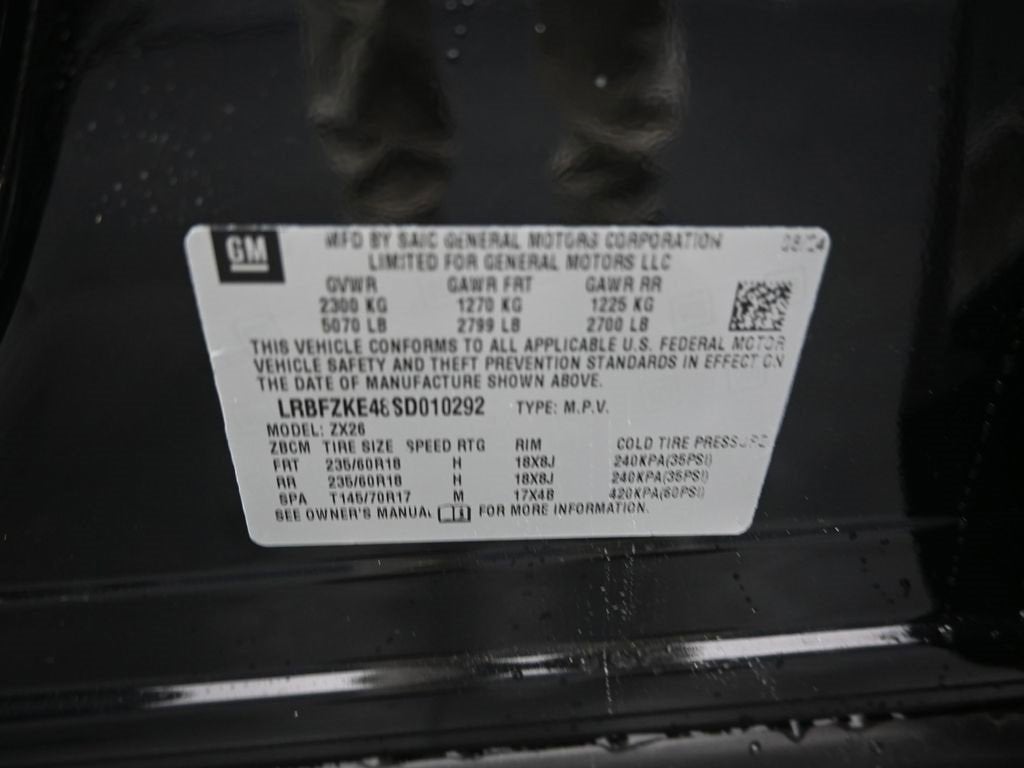 GM
MFD BY SAIC GENERAL MOTORS CORPORATION 08/24
LIMITED FOR GENERAL MOTORS LLC
GVWR GAWR FRT GAWR RR
2300 KG 1270 KG 1225 KG
5070 LB 2799 LB 2700 LB
THIS VEHICLE CONFORMS TO ALL APPLICABLE U.S. FEDERAL MOTOR
VEHICLE SAFETY AND THEFT PREVENTION STANDARDS IN EFFECT ON
THE DATE OF MANUFACTURE SHOWN ABOVE.
LRBFZKE48SD010292 TYPE: M.P.V.
MODEL: ZX26
ZBCM TIRE SIZE SPEED RTG RIM COLD TIRE PRESSURE
FRT 235/60R18 H 18X8J 240KPA(35PSI)
RR 235/60R18 H 18X8J 240KPA(35PSI)
SPA T145/70R17 M 17X4B 420KPA(60PSI)
SEE OWNER'S MANUAL FOR MORE INFORMATION.